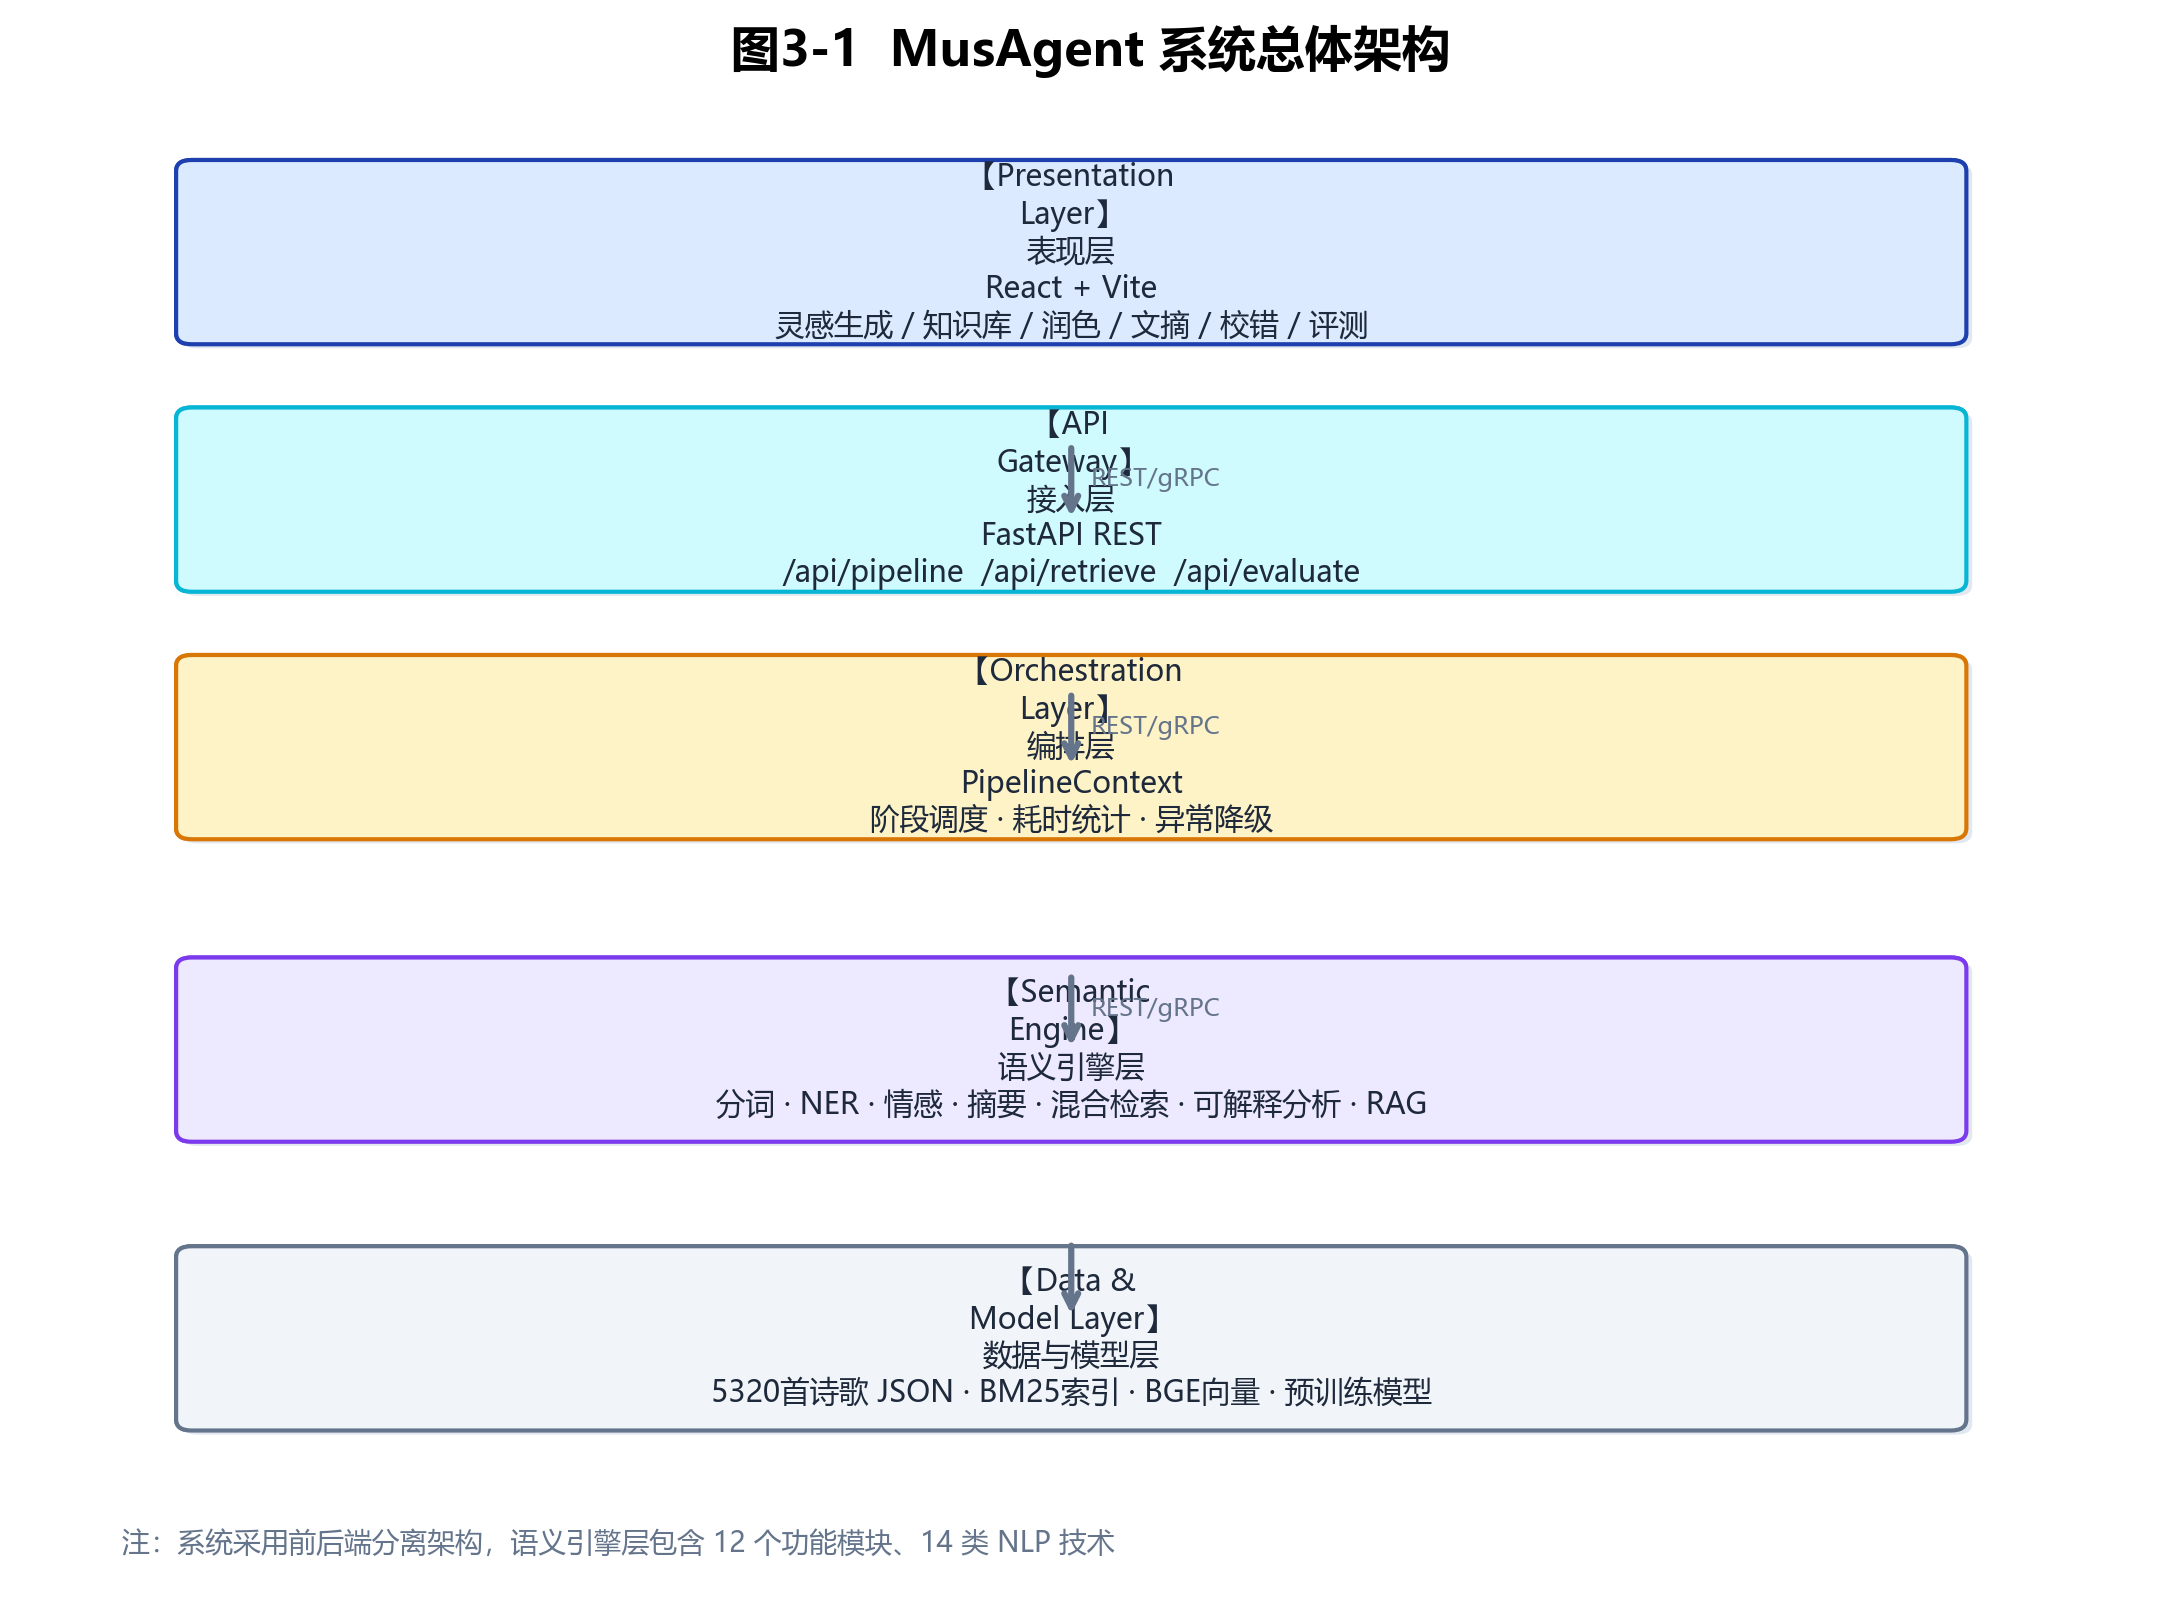 图3-1  MusAgent 系统总体架构
【Presentation
Layer】
表现层
React + Vite
灵感生成 / 知识库 / 润色 / 文摘 / 校错 / 评测
【API
Gateway】
REST/gRPC
接入层
FastAPI REST
/api/pipeline  /api/retrieve  /api/evaluate
【Orchestration
Layer】
REST/gRPC
编排层
PipelineContext
阶段调度 · 耗时统计 · 异常降级
【Semantic
REST/gRPC
Engine】
语义引擎层
分词 · NER · 情感 · 摘要 · 混合检索 · 可解释分析 · RAG
【Data &
Model Layer】
数据与模型层
5320首诗歌 JSON · BM25索引 · BGE向量 · 预训练模型
注：系统采用前后端分离架构，语义引擎层包含 12 个功能模块、14 类 NLP 技术